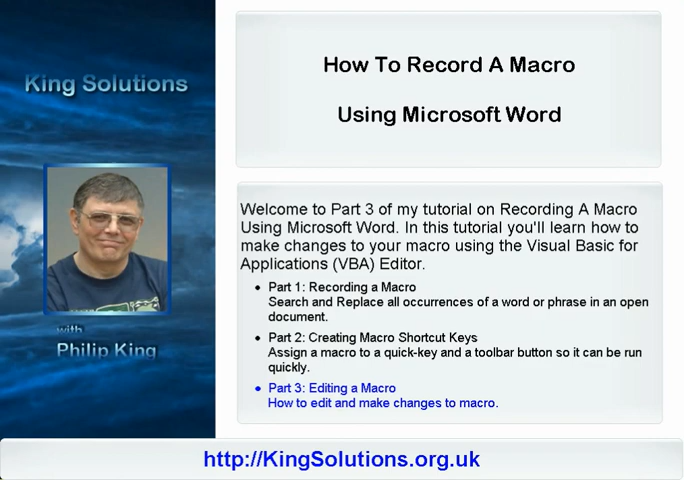 King Solutions
with
Philip King
How To Record A Macro
Using Microsoft Word
Welcome to Part 3 of my tutorial on Recording A Macro
Using Microsoft Word. In this tutorial you'll learn how to
make changes to your macro using the Visual Basic for
Applications (VBA) Editor.
• Part 1: Recording a Macro
Search and Replace all occurrences of a word or phrase in an open
document.
• Part 2: Creating Macro Shortcut Keys
Assign a macro to a quick-key and a toolbar button so it can be run
quickly.
• Part 3: Editing a Macro
How to edit and make changes to macro.
http://KingSolutions.org.uk